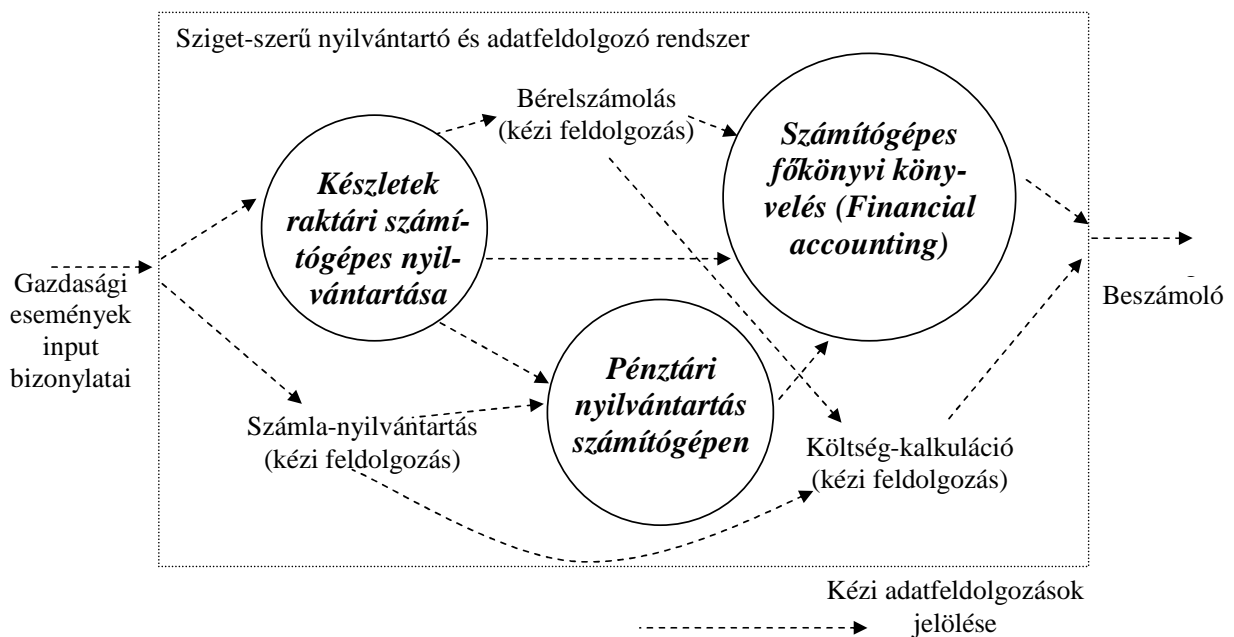 Sziget-szerű nyilvántartó és adatfeldolgozó rendszer
Bérelszámolás
(kézi feldolgozás)
Számítógépes
főkönyvi köny-
velés (Financial
accounting)
Készletek
raktári számí-
tógépes nyil-
vántartása
Gazdasági
események
input
bizonylatai
Beszámoló
Pénztári
nyilvántartás
számítógépen
Számla-nyilvántartás
(kézi feldolgozás)
Költség-kalkuláció
(kézi feldolgozás)
Kézi adatfeldolgozások
jelölése